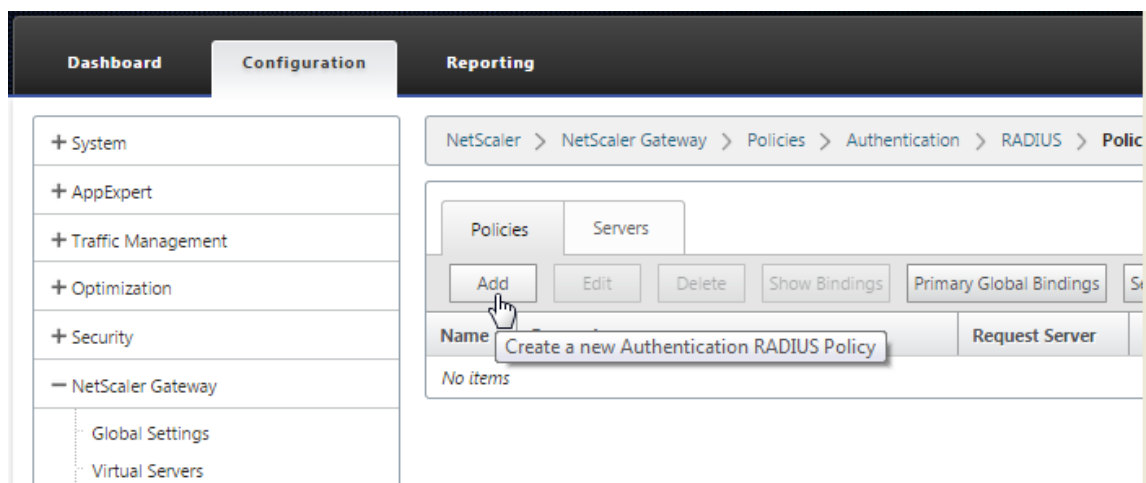 Dashboard Configuration Reporting
+ System
NetScaler > NetScaler Gateway > Policies > Authentication > RADIUS > Polic
+ AppExpert
+ Traffic Management
Policies Servers
+ Optimization
Add Edit Delete Show Bindings Primary Global Bindings
+ Security
Name Request Server
Create a new Authentication RADIUS Policy
− NetScaler Gateway
No items
Global Settings
Virtual Servers